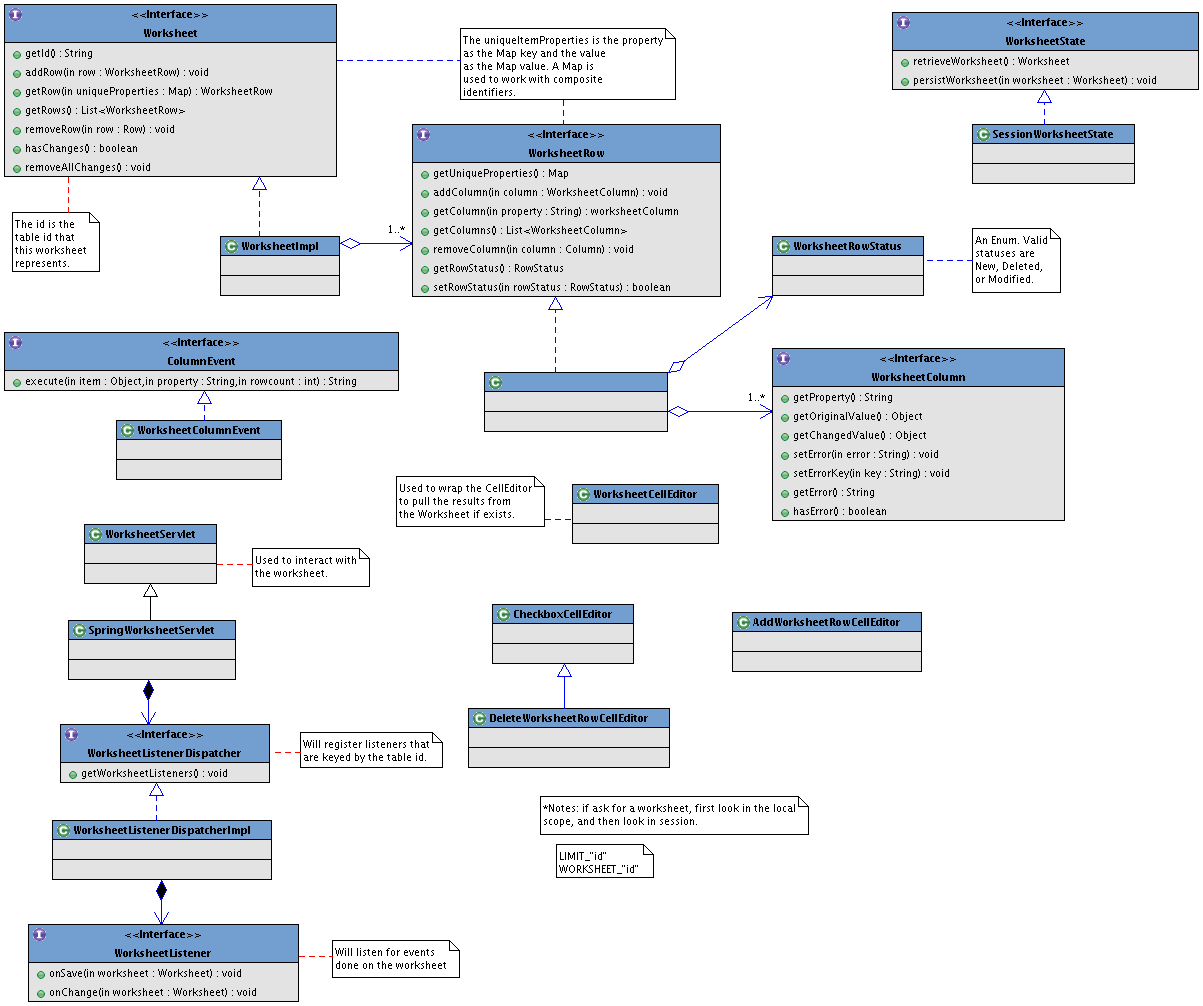 <<Interface>>
Worksheet
getId() : String
addRow(in row : WorksheetRow) : void
getRow(in uniqueProperties : Map) : WorksheetRow
getRows() : List<WorksheetRow>
removeRow(in row : Row) : void
hasChanges() : boolean
removeAllChanges() : void
The uniqueItemProperties is the property
as the Map key and the value
as the Map value. A Map is
used to work with composite
identifiers.
<<Interface>>
WorksheetState
retrieveWorksheet() : Worksheet
persistWorksheet(in worksheet : Worksheet) : void
SessionWorksheetState
<<Interface>>
WorksheetRow
getUniqueProperties() : Map
addColumn(in column : WorksheetColumn) : void
getColumn(in property : String) : worksheetColumn
getColumns() : List<WorksheetColumn>
removeColumn(in column : Column) : void
getRowStatus() : RowStatus
setRowStatus(in rowStatus : RowStatus) : boolean
The id is the
table id that
this worksheet
represents.
WorksheetImpl
1..*
WorksheetRowStatus
An Enum. Valid
statuses are
New, Deleted,
or Modified.
<<Interface>>
ColumnEvent
execute(in item : Object,in property : String,in rowcount : int) : String
WorksheetColumnEvent
1..*
<<Interface>>
WorksheetColumn
getProperty() : String
getOriginalValue() : Object
getChangedValue() : Object
setError(in error : String) : void
setErrorKey(in key : String) : void
getError() : String
hasError() : boolean
Used to wrap the CellEditor
to pull the results from
the Worksheet if exists.
WorksheetCellEditor
WorksheetServlet
Used to interact with
the worksheet.
SpringWorksheetServlet
CheckboxCellEditor
AddWorksheetRowCellEditor
DeleteWorksheetRowCellEditor
<<Interface>>
WorksheetListenerDispatcher
getWorksheetListeners() : void
Will register listeners that
are keyed by the table id.
*Notes: if ask for a worksheet, first look in the local
scope, and then look in session.
LIMIT_"id"
WORKSHEET_"id"
WorksheetListenerDispatcherImpl
<<Interface>>
WorksheetListener
onSave(in worksheet : Worksheet) : void
onChange(in worksheet : Worksheet) : void
Will listen for events
done on the worksheet